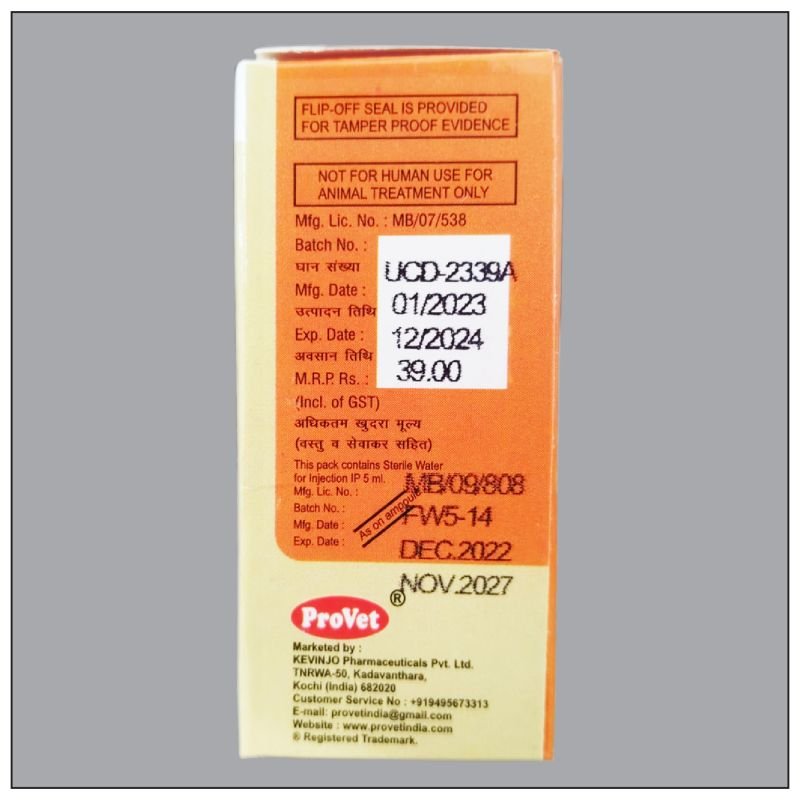 FLIP-OFF SEAL IS PROVIDED
FOR TAMPER PROOF EVIDENCE
NOT FOR HUMAN USE FOR
ANIMAL TREATMENT ONLY
Mfg. Lic. No. : MB/07/538
Batch No. :
घान संख्या UCD-2339A
Mfg. Date : 01/2023
उत्पादन तिथि
Exp. Date : 12/2024
अवसान तिथि
M.R.P. Rs. : 39.00
(Incl. of GST)
अधिकतम खुदरा मूल्य
(वस्तु व सेवाकर सहित)
This pack contains Sterile Water
for Injection IP 5 ml.
Mfg. Lic. No. : MB/09/808
Batch No. : FW5-14
Mfg. Date : As on ampoule
Exp. Date : DEC.2022
NOV.2027
ProVet ®
Marketed by :
KEVINJO Pharmaceuticals Pvt. Ltd.
TNRWA-50, Kadavanthara,
Kochi (India) 682020
Customer Service No : +919495673313
E-mail: provetindia@gmail.com
Website : www.provetindia.com
® Registered Trademark.